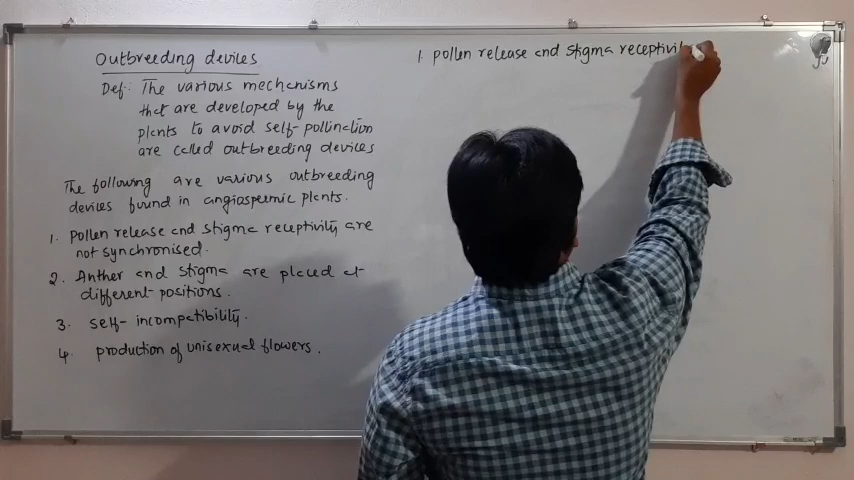 Outbreeding devices
Def: The various mechanisms
that are developed by the
plants to avoid self-pollination
are called outbreeding devices
The following are various outbreeding
devices found in angiospermic plants.
1. pollen release and stigma receptivity are
not synchronised.
2. Anther and stigma are placed at
different positions.
3. self-incompatibility.
4. production of unisexual flowers.
1. pollen release and stigma receptivi